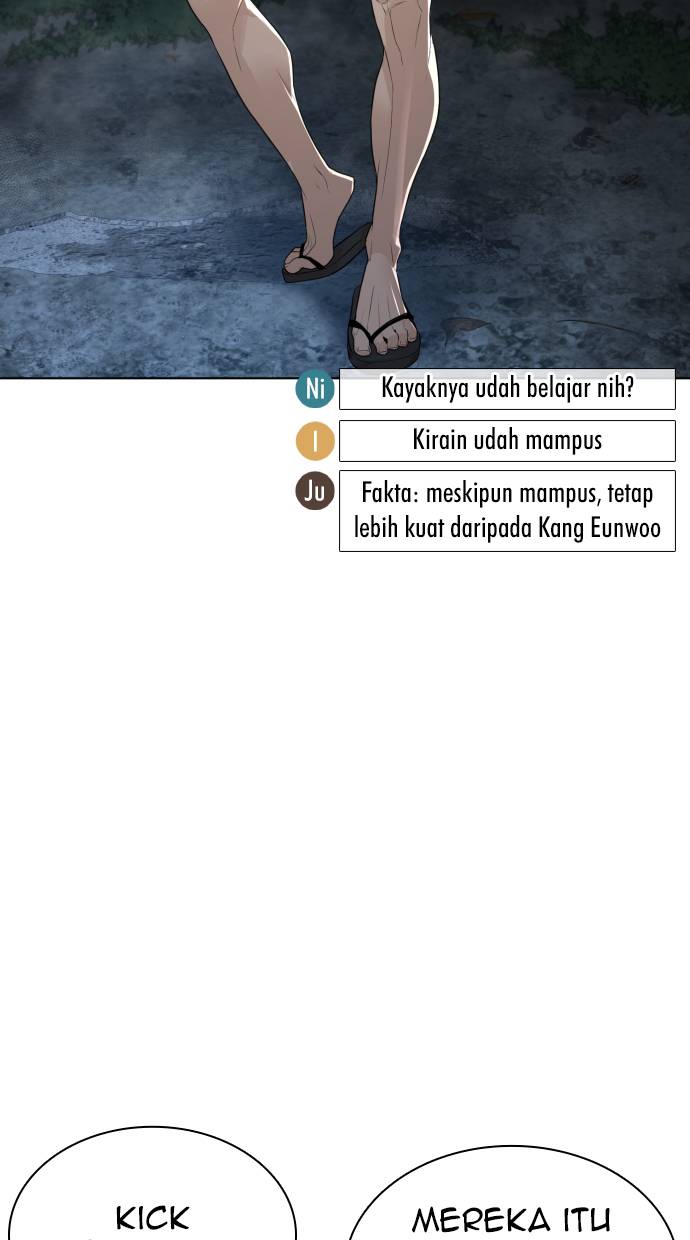 Ni
Kayaknya udah belajar nih?
I
Kirain udah mampus
Ju
Fakta: meskipun mampus, tetap
lebih kuat daripada Kang Eunwoo
KICK
MEREKA ITU